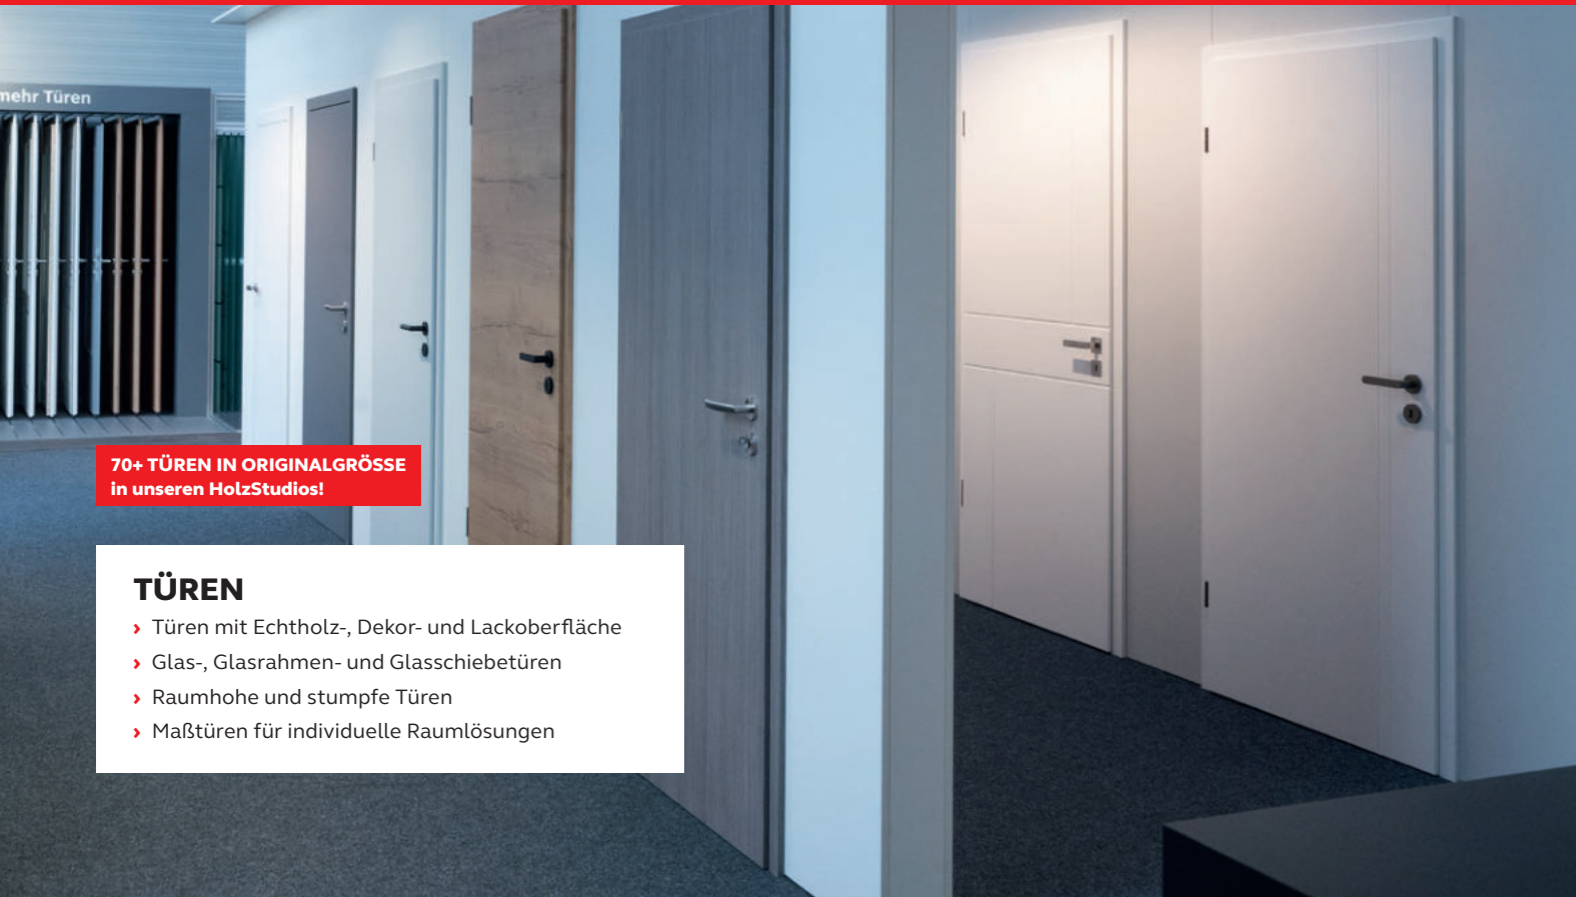 mehr Türen
70+ TÜREN IN ORIGINALGRÖSSE
in unseren HolzStudios!
TÜREN
› Türen mit Echtholz-, Dekor- und Lackoberfläche
› Glas-, Glasrahmen- und Glasschiebetüren
› Raumhohe und stumpfe Türen
› Maßtüren für individuelle Raumlösungen